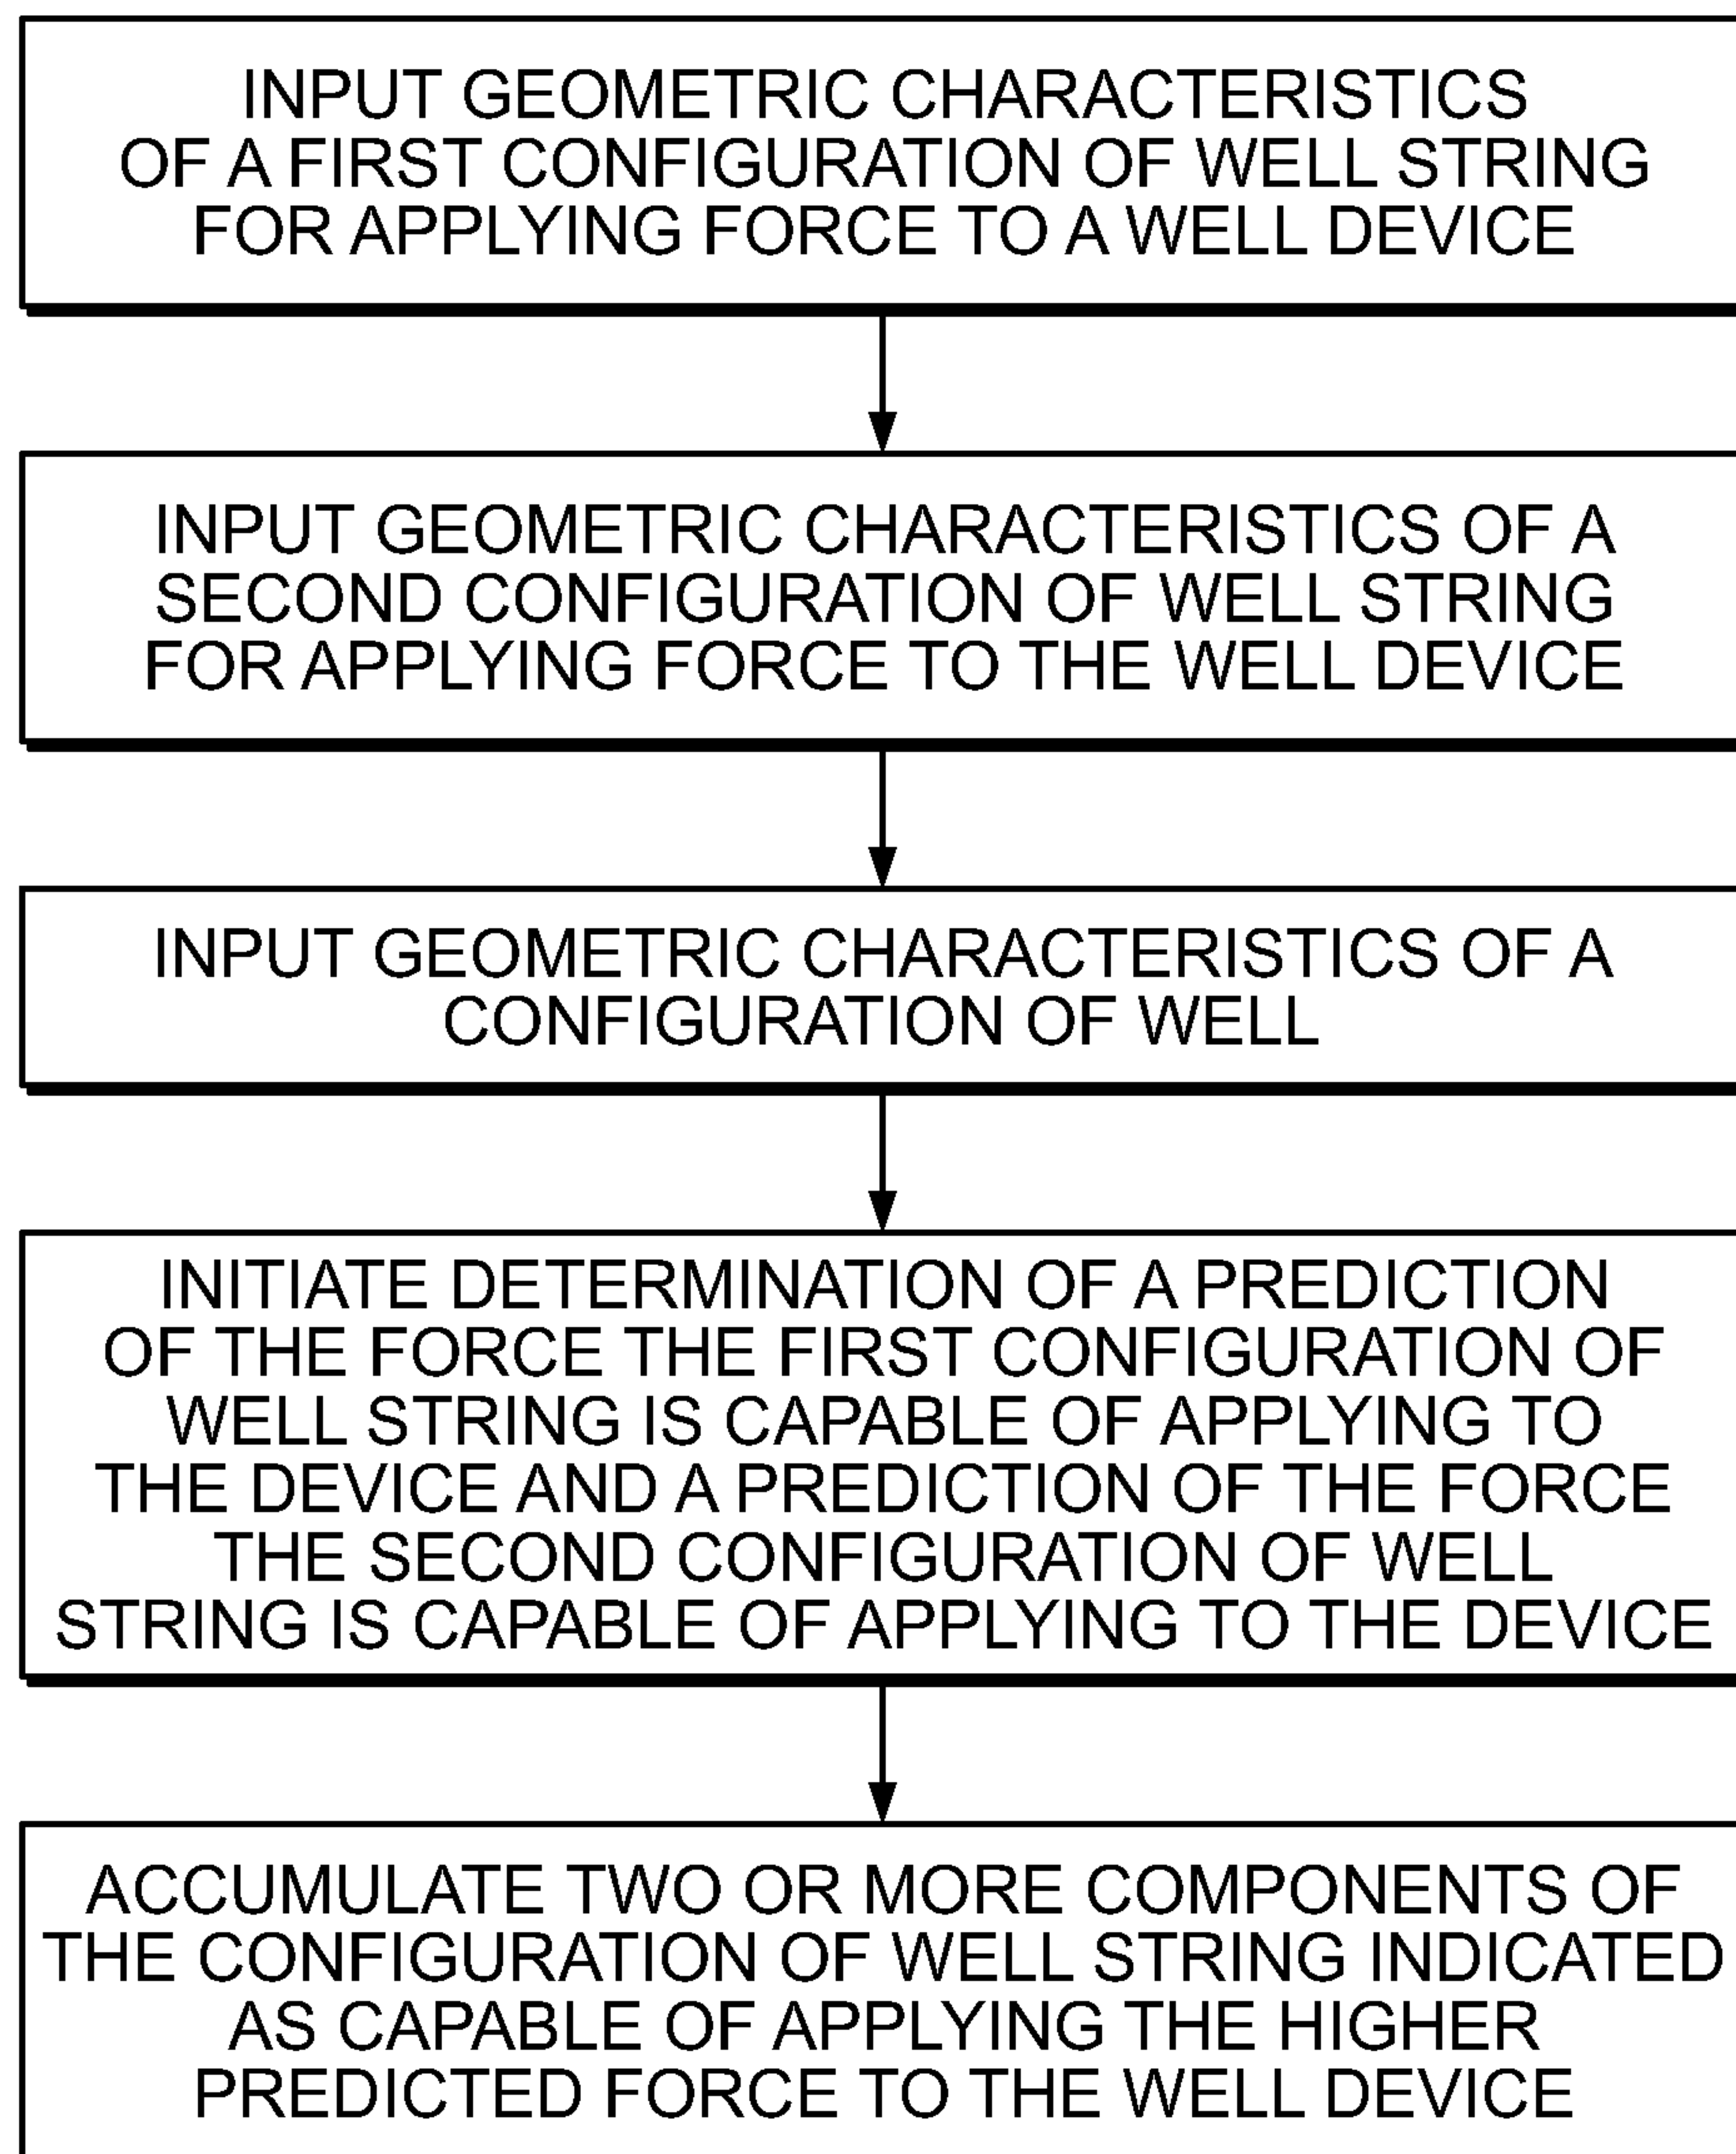 INPUT GEOMETRIC CHARACTERISTICS
OF A FIRST CONFIGURATION OF WELL STRING
FOR APPLYING FORCE TO A WELL DEVICE
INPUT GEOMETRIC CHARACTERISTICS OF A
SECOND CONFIGURATION OF WELL STRING
FOR APPLYING FORCE TO THE WELL DEVICE
INPUT GEOMETRIC CHARACTERISTICS OF A
CONFIGURATION OF WELL
INITIATE DETERMINATION OF A PREDICTION
OF THE FORCE THE FIRST CONFIGURATION OF
WELL STRING IS CAPABLE OF APPLYING TO
THE DEVICE AND A PREDICTION OF THE FORCE
THE SECOND CONFIGURATION OF WELL
STRING IS CAPABLE OF APPLYING TO THE DEVICE
ACCUMULATE TWO OR MORE COMPONENTS OF
THE CONFIGURATION OF WELL STRING INDICATED
AS CAPABLE OF APPLYING THE HIGHER
PREDICTED FORCE TO THE WELL DEVICE